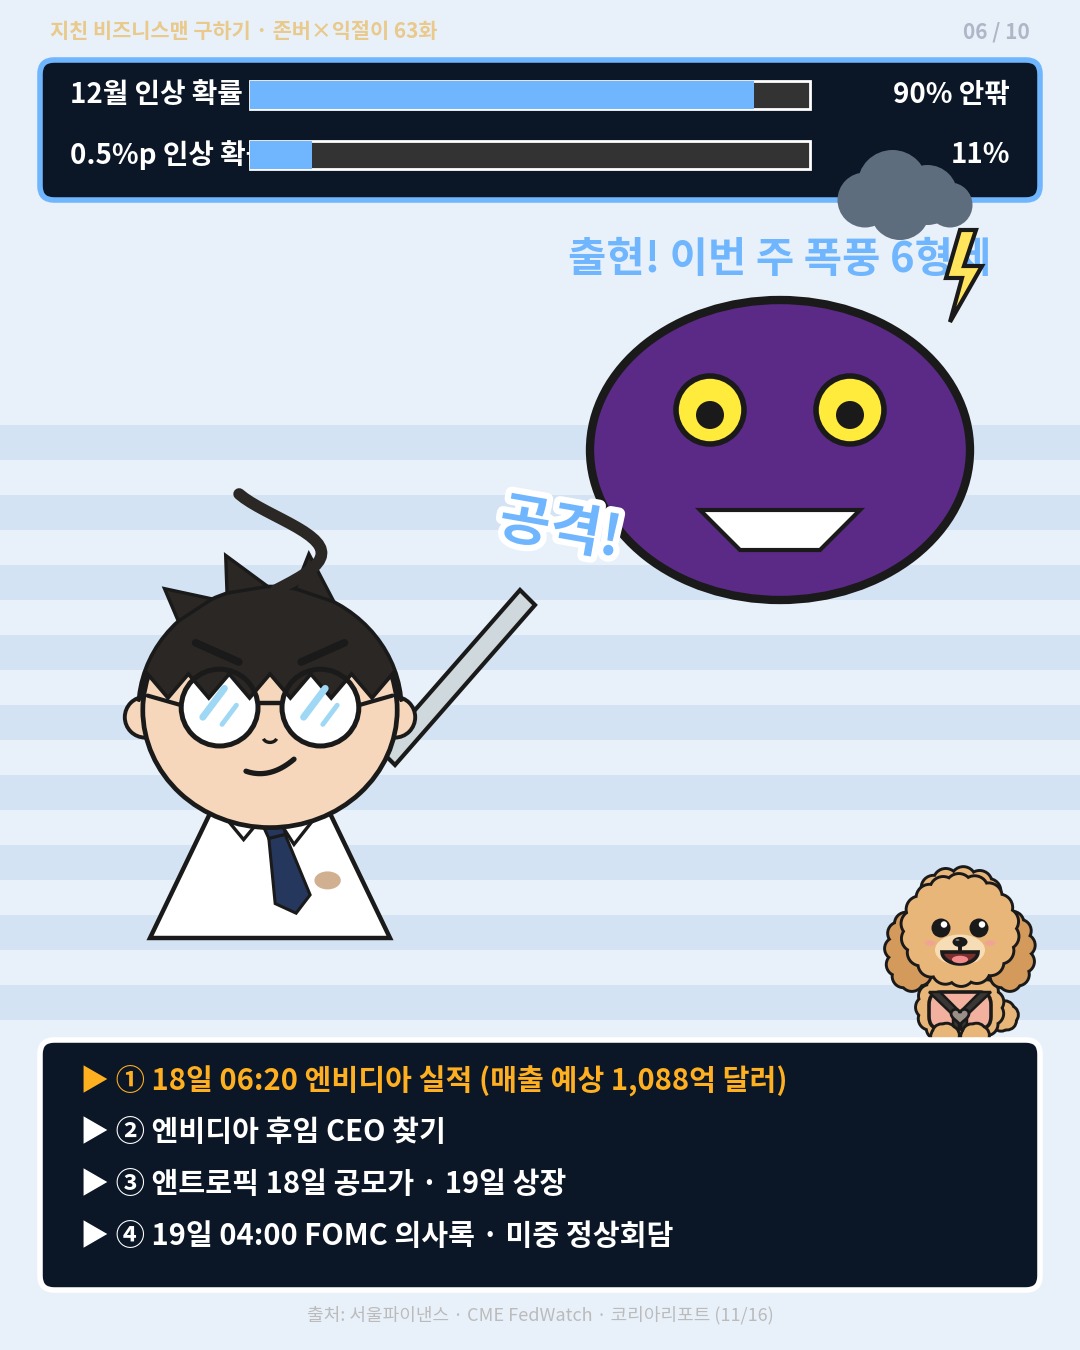 지친 비즈니스맨 구하기 · 존버×익절이 63화
06 / 10
12월 인상 확률
90% 안팎
0.5%p 인상
11%
출현! 이번 주 폭풍
공격!
▶ ① 18일 06:20 엔비디아 실적 (매출 예상 1,088억 달러)
▶ ② 엔비디아 후임 CEO 찾기
▶ ③ 앤트로픽 18일 공모가 · 19일 상장
▶ ④ 19일 04:00 FOMC 의사록 · 미중 정상회담
출처: 서울파이낸스 · CME FedWatch · 코리아리포트 (11/16)